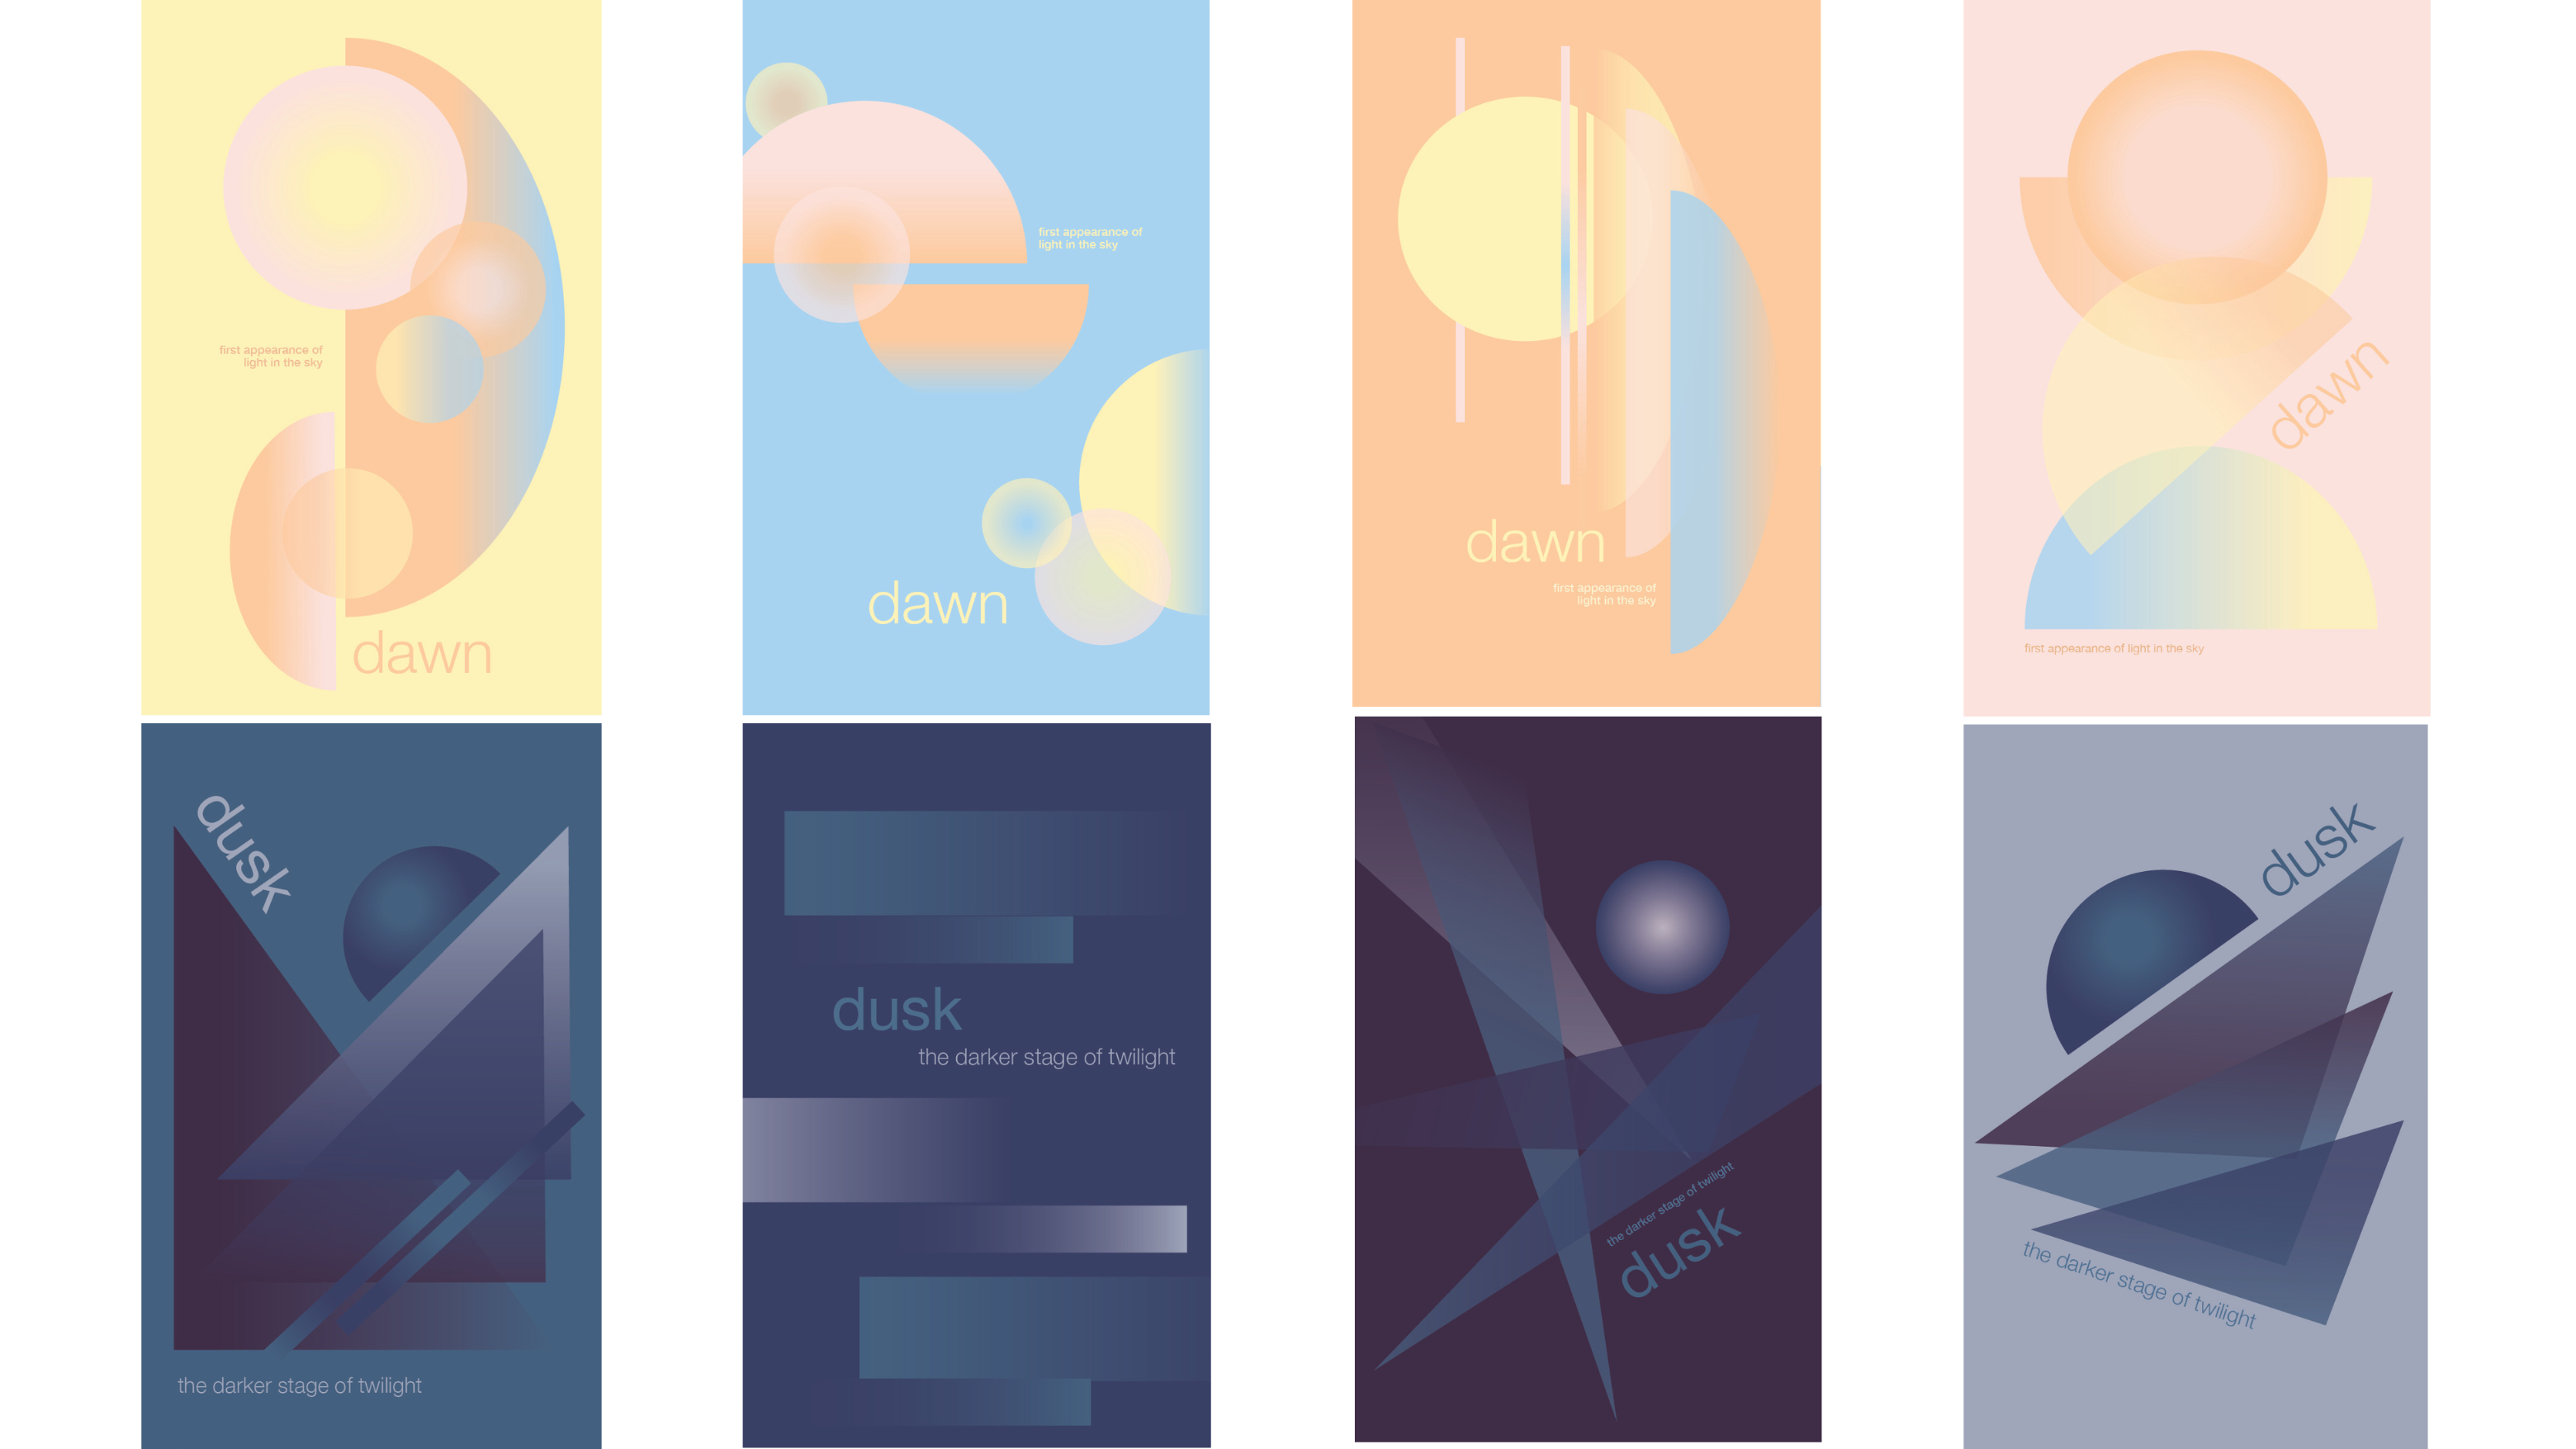 first appearance of
light in the sky
dawn
first appearance of
light in the sky
dawn
dawn
first appearance of
light in the sky
dawn
first appearance of light in the sky
dusk
the darker stage of twilight
dusk
the darker stage of twilight
the darker stage of twilight
dusk
dusk
the darker stage of twilight